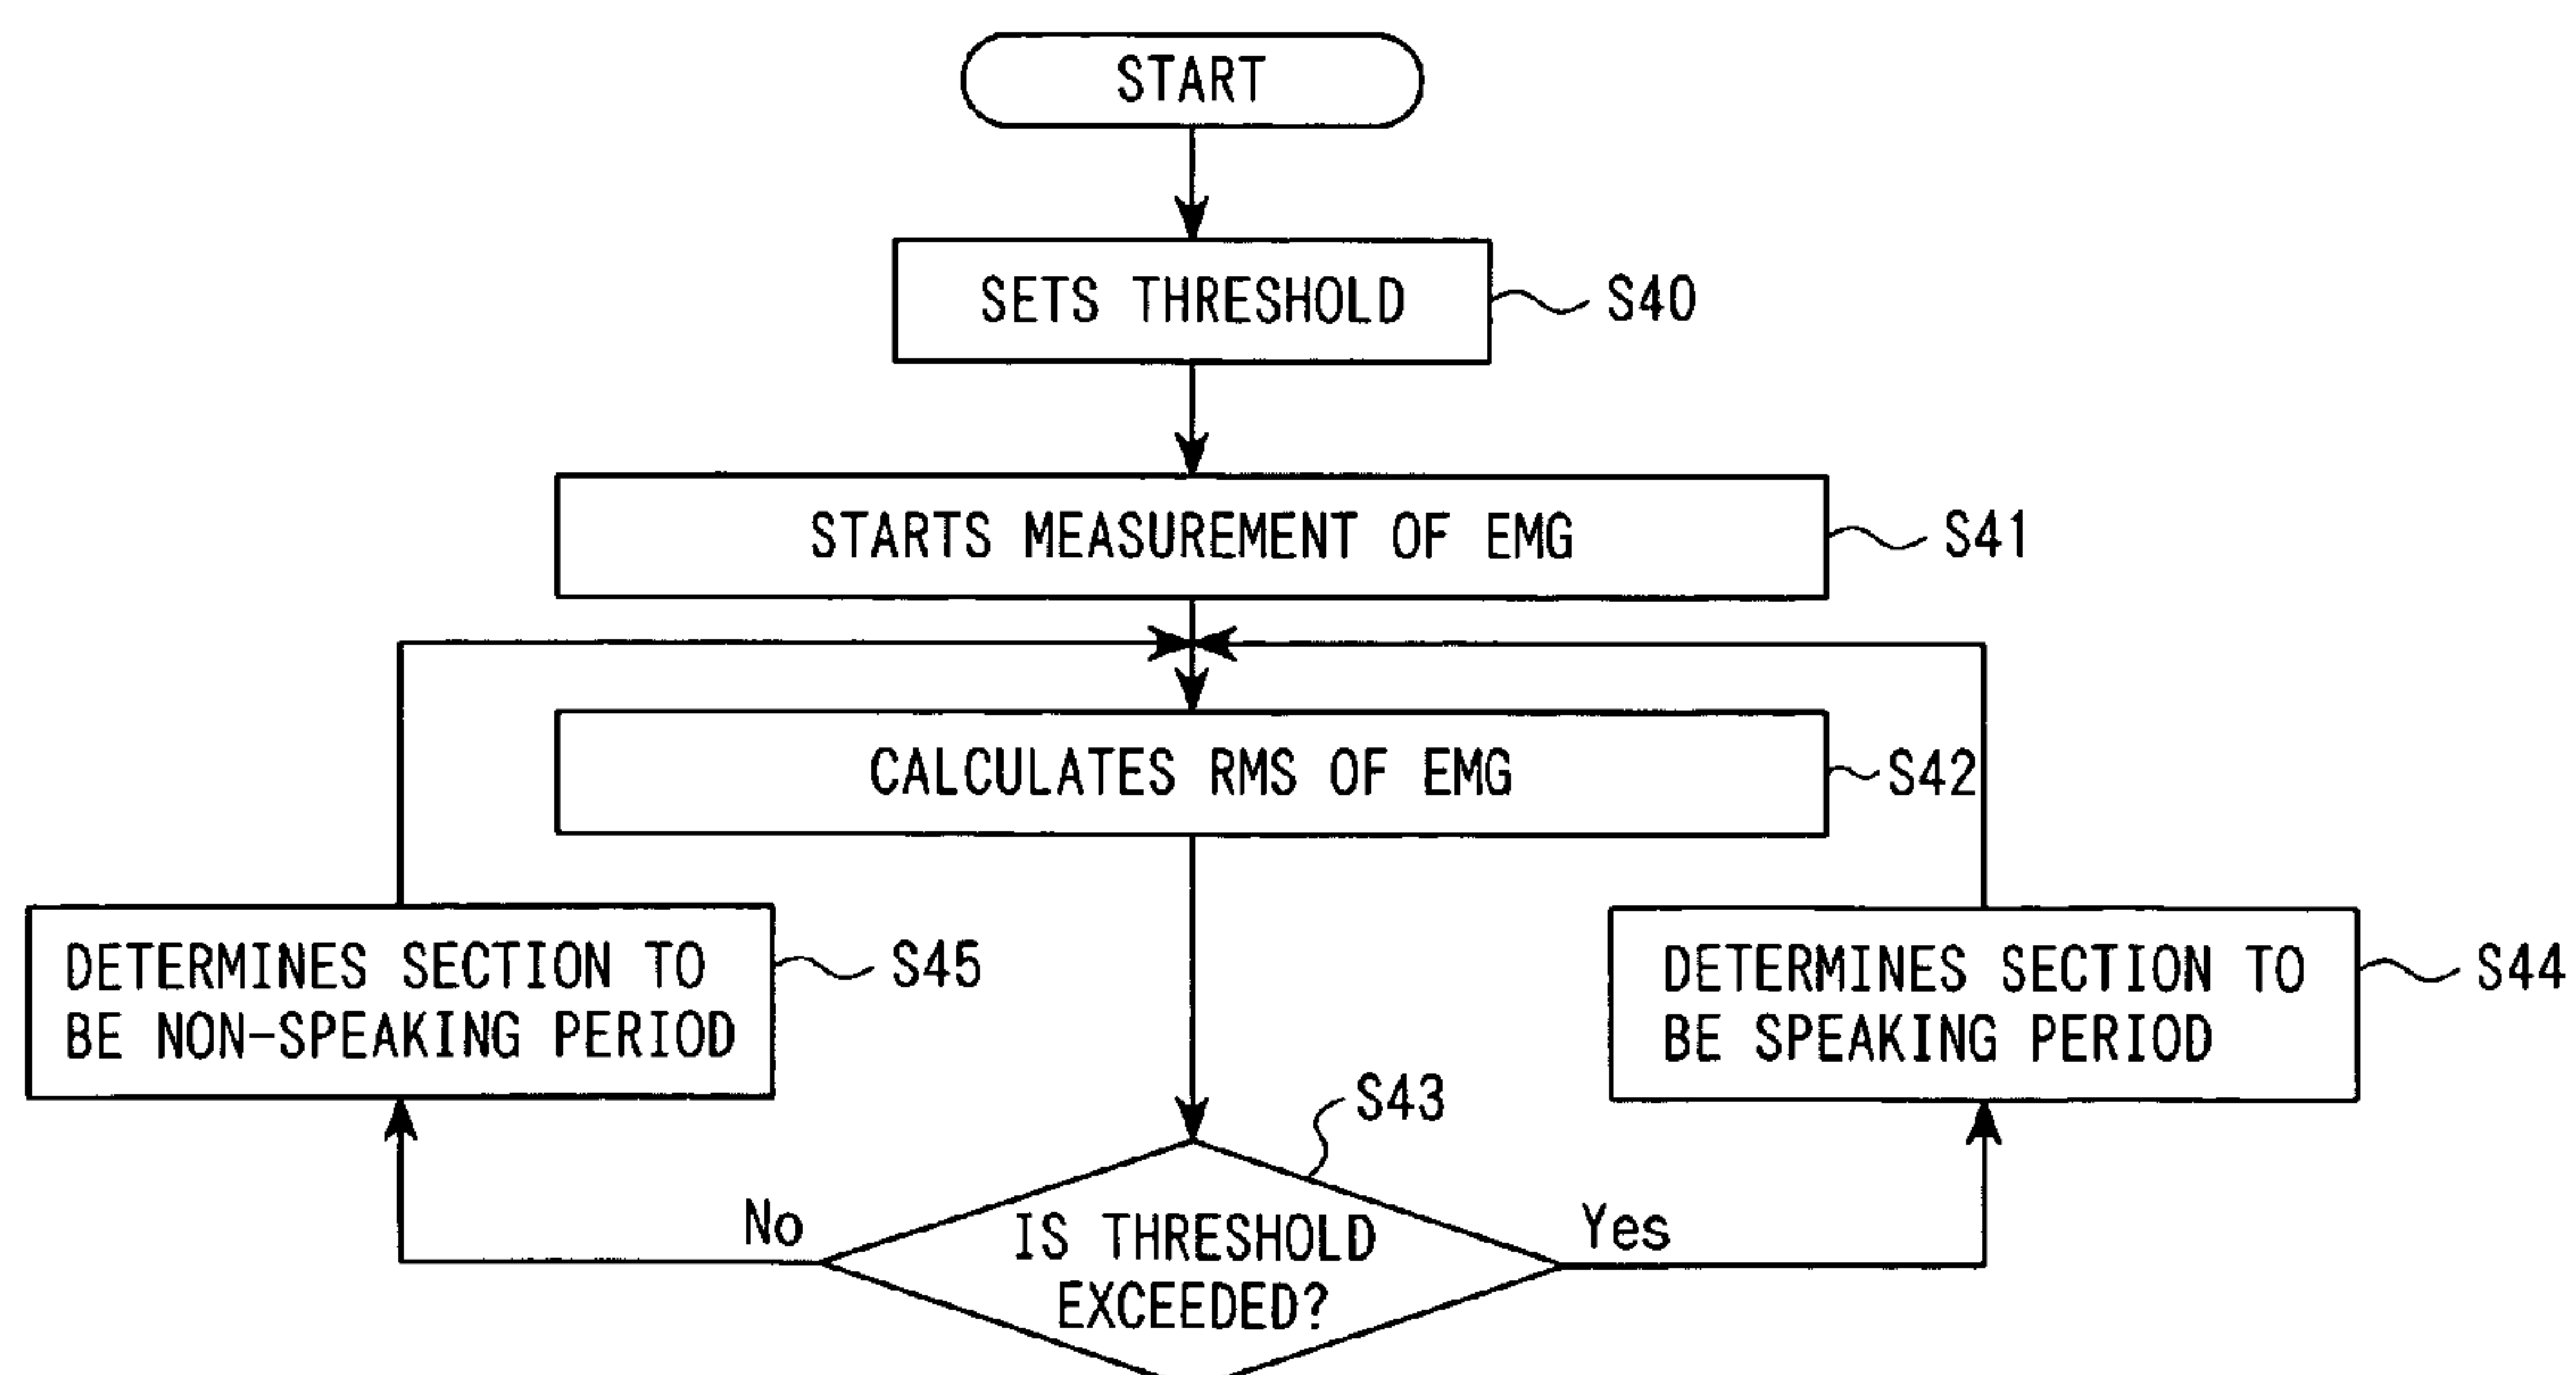 START
SETS THRESHOLD
S40
STARTS MEASUREMENT OF EMG
S41
CALCULATES RMS OF EMG
S42
DETERMINES SECTION TO
BE NON-SPEAKING PERIOD
S45
DETERMINES SECTION TO
BE SPEAKING PERIOD
S44
S43
No
IS THRESHOLD
EXCEEDED?
Yes